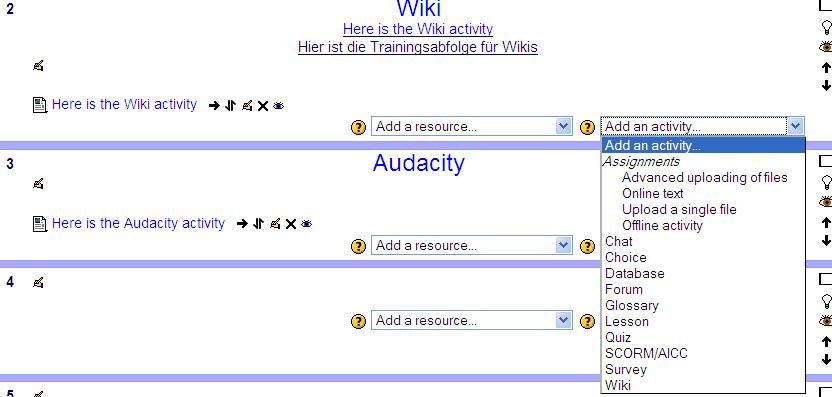 2
Wiki
Here is the Wiki activity
Hier ist die Trainingsabfolge für Wikis
Here is the Wiki activity
? Add a resource... ? Add an activity...
Add an activity...
Assignments
Advanced uploading of files
Online text
Upload a single file
Offline activity
Chat
Choice
Database
Forum
Glossary
Lesson
Quiz
SCORM/AICC
Survey
Wiki
3
Audacity
Here is the Audacity activity
? Add a resource... ?
4
? Add a resource... ?
5